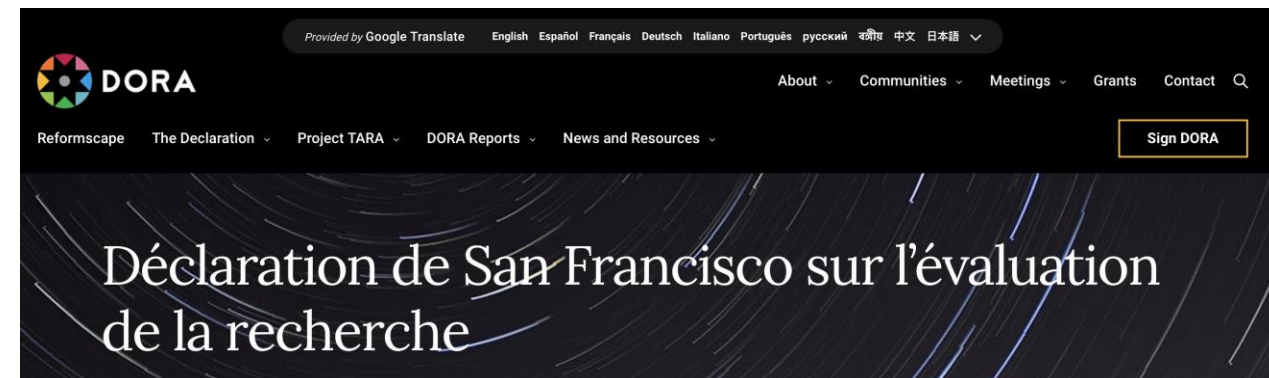 Provided by Google Translate English Español Français Deutsch Italiano Português русский বঙ্গীয় 中文 日本語
DORA
About Communities Meetings Grants Contact
Reformscape The Declaration Project TARA DORA Reports News and Resources Sign DORA
Déclaration de San Francisco sur l’évaluation
de la recherche